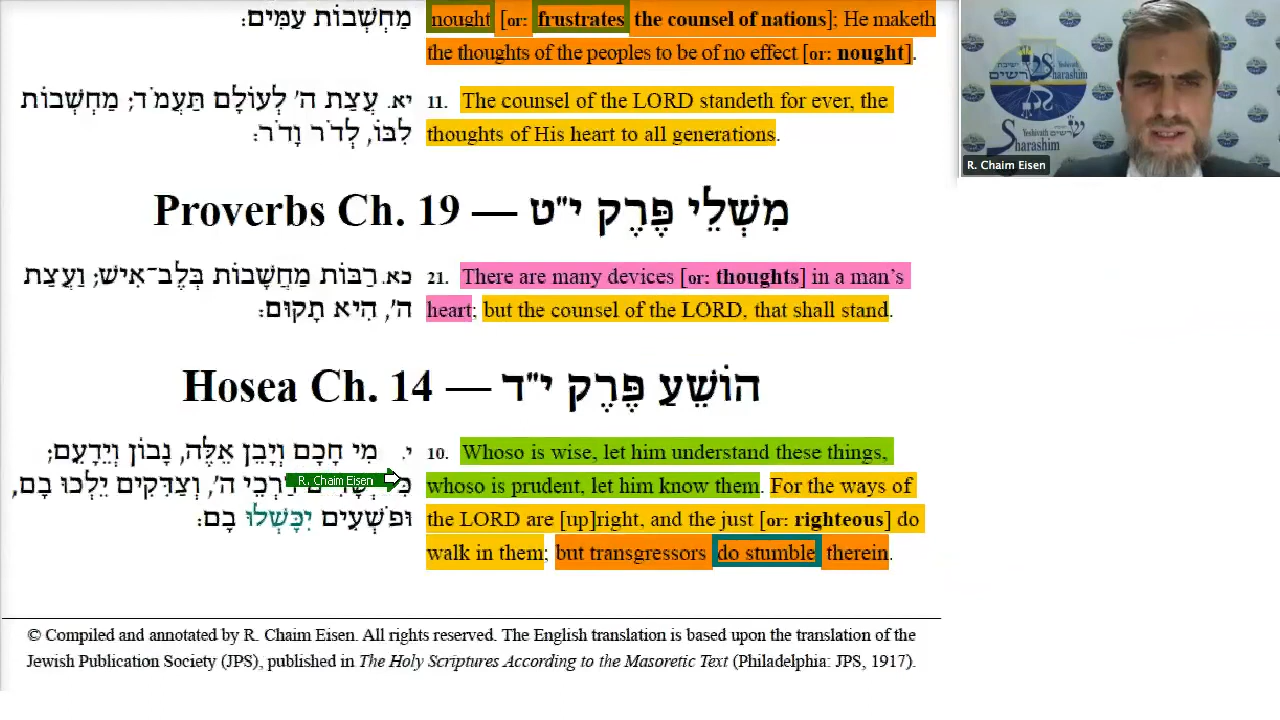 מַחְשְׁבוֹת עַמִּים:
nought [or: frustrates the counsel of nations]; He maketh
the thoughts of the peoples to be of no effect [or: nought].
יא. עֲצַת ה' לְעוֹלָם תַּעֲמֹד; מַחְשְׁבוֹת
לִבּוֹ, לְדֹר וָדֹר:
11. The counsel of the LORD standeth for ever, the
thoughts of His heart to all generations.
Proverbs Ch. 19 — מִשְׁלֵי פֶּרֶק י"ט
כא. רַבּוֹת מַחֲשָׁבוֹת בְּלֶב־אִישׁ; וַעֲצַת
ה', הִיא תָקוּם:
21. There are many devices [or: thoughts] in a man's
heart; but the counsel of the LORD, that shall stand.
Hosea Ch. 14 — הוֹשֵׁעַ פֶּרֶק י"ד
י. מִי חָכָם וְיָבֵן אֵלֶּה, נָבוֹן וְיֵדָעֵם;
דַּרְכֵי ה', וְצַדִּקִים יֵלְכוּ בָם,
וּפֹשְׁעִים יִכָּשְׁלוּ בָם:
R. Chaim Eisen
10. Whoso is wise, let him understand these things,
whoso is prudent, let him know them. For the ways of
the LORD are [up]right, and the just [or: righteous] do
walk in them; but transgressors do stumble therein.
© Compiled and annotated by R. Chaim Eisen. All rights reserved. The English translation is based upon the translation of the
Jewish Publication Society (JPS), published in The Holy Scriptures According to the Masoretic Text (Philadelphia: JPS, 1917).
ישיבת
שרשים
Yeshivath
Sharashim
R. Chaim Eisen